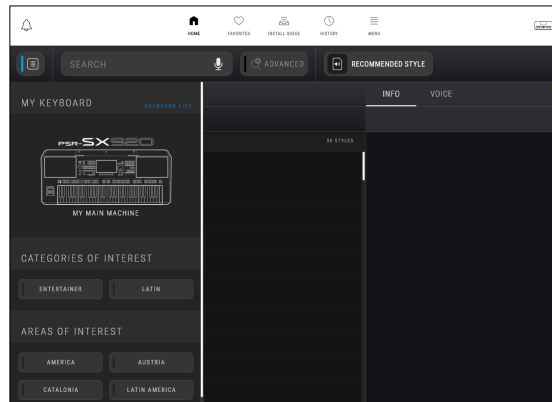 HOME
FAVORITES
INSTALL QUEUE
HISTORY
MENU
SEARCH
ADVANCED
RECOMMENDED STYLE
MY KEYBOARD
KEYBOARD LIST
INFO
VOICE
PSR-SX920
98 STYLES
MY MAIN MACHINE
CATEGORIES OF INTEREST
ENTERTAINER
LATIN
AREAS OF INTEREST
AMERICA
AUSTRIA
CATALONIA
LATIN AMERICA